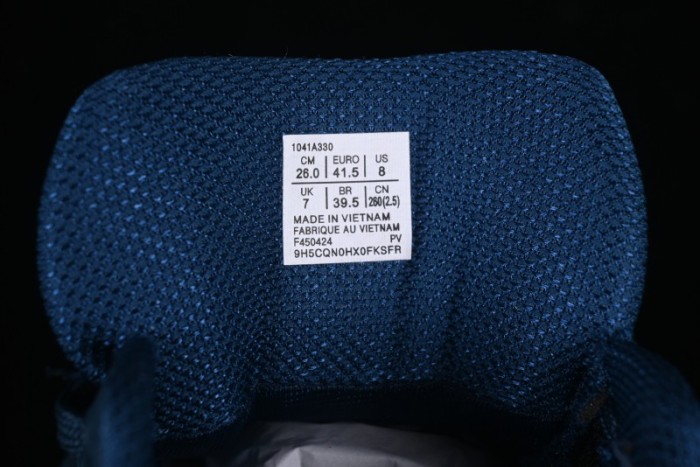 1041A330
CM EURO US
26.0 41.5 8
UK BR CN
7 39.5 260(2.5)
MADE IN VIETNAM
FABRIQUE AU VIETNAM
F450424 PV
9H5CQN0HX0FKSFR